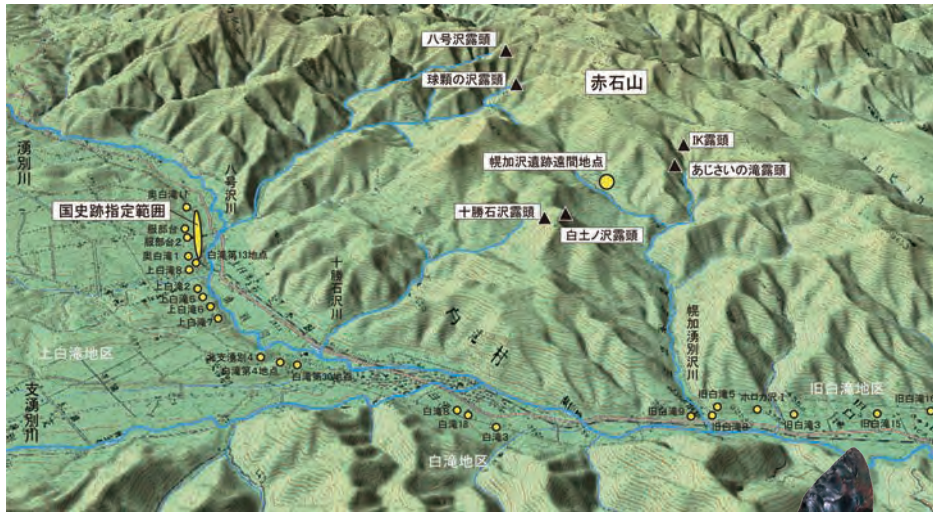 八号沢露頭
球顆の沢露頭
赤石山
IK露頭
あじさいの滝露頭
幌加沢遺跡遠間地点
十勝石沢露頭
白土ノ沢露頭
湧別川
八号沢川
奥白滝11
国史跡指定範囲
服部台
服部台2
奥白滝1
白滝第13地点
上白滝8
上白滝2
上白滝5
上白滝6
上白滝7
十勝石沢川
幌加湧別沢川
上白滝地区
北支湧別4
白滝第4地点
白滝第30地点
支湧別川
白滝8
白滝18
白滝3
白滝地区
旧白滝地区
旧白滝9
旧白滝5
旧白滝8
ホロカ沢I
旧白滝3
旧白滝15
旧白滝16